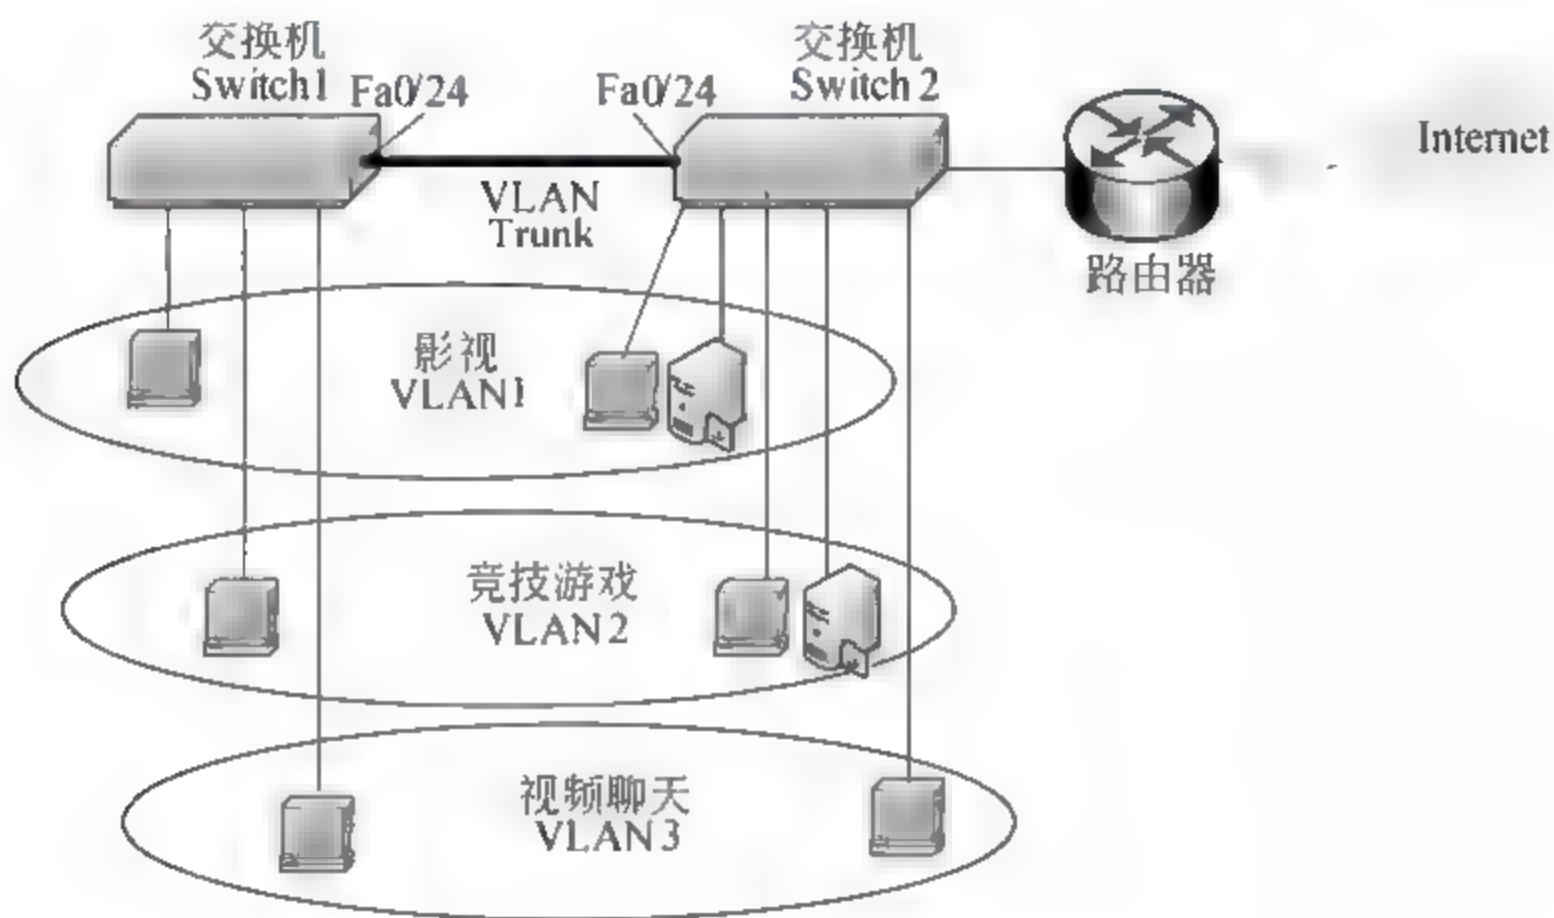 交换机
Switch1
Fa0/24
Fa0/24
交换机
Switch 2
Internet
VLAN
Trunk
路由器
影视
VLAN1
竞技游戏
VLAN2
视频聊天
VLAN3